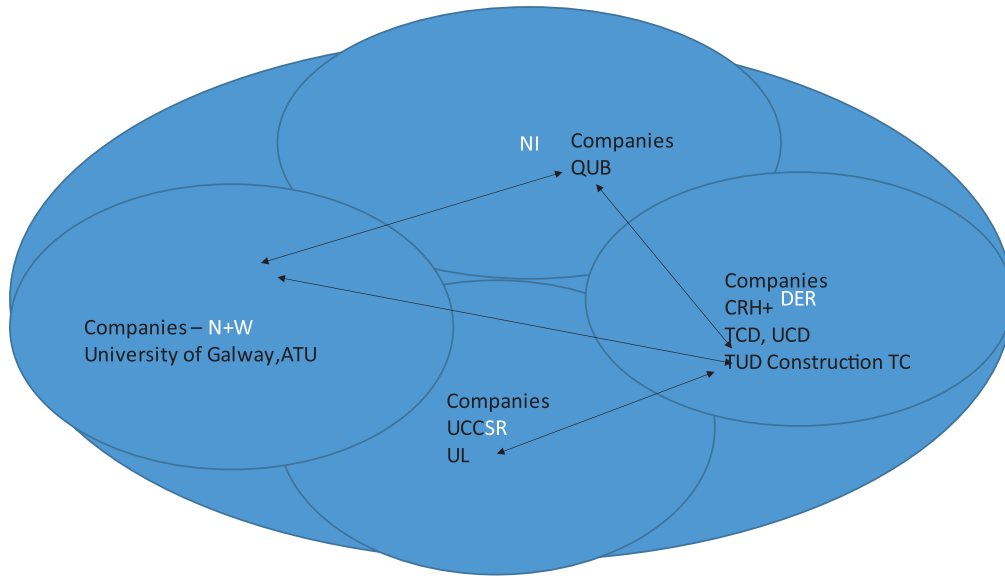 NI
Companies
QUB
Companies
CRH+ DER
TCD, UCD
TUD Construction TC
Companies – N+W
University of Galway,ATU
Companies
UCCSR
UL